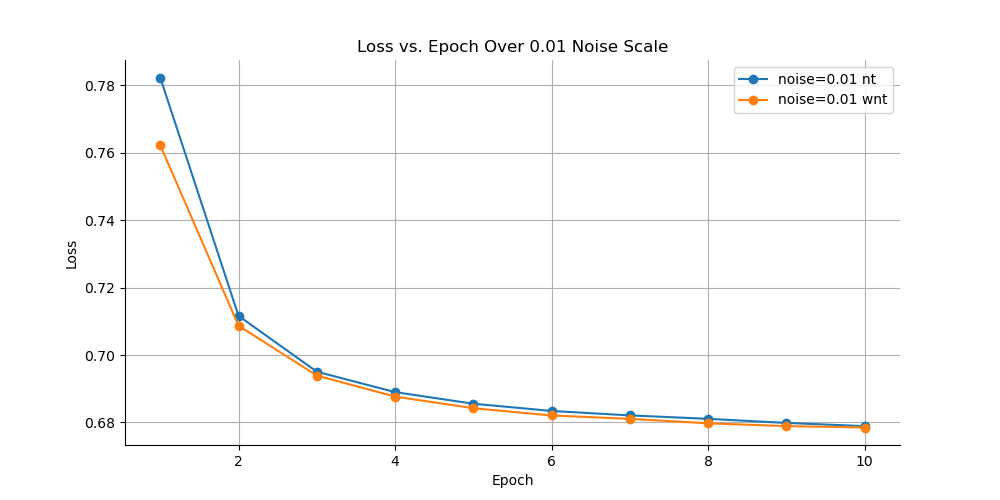 Loss vs. Epoch Over 0.01 Noise Scale
noise=0.01 nt
noise=0.01 wnt
0.78
0.76
0.74
0.72
0.70
0.68
Loss
2
4
6
8
10
Epoch